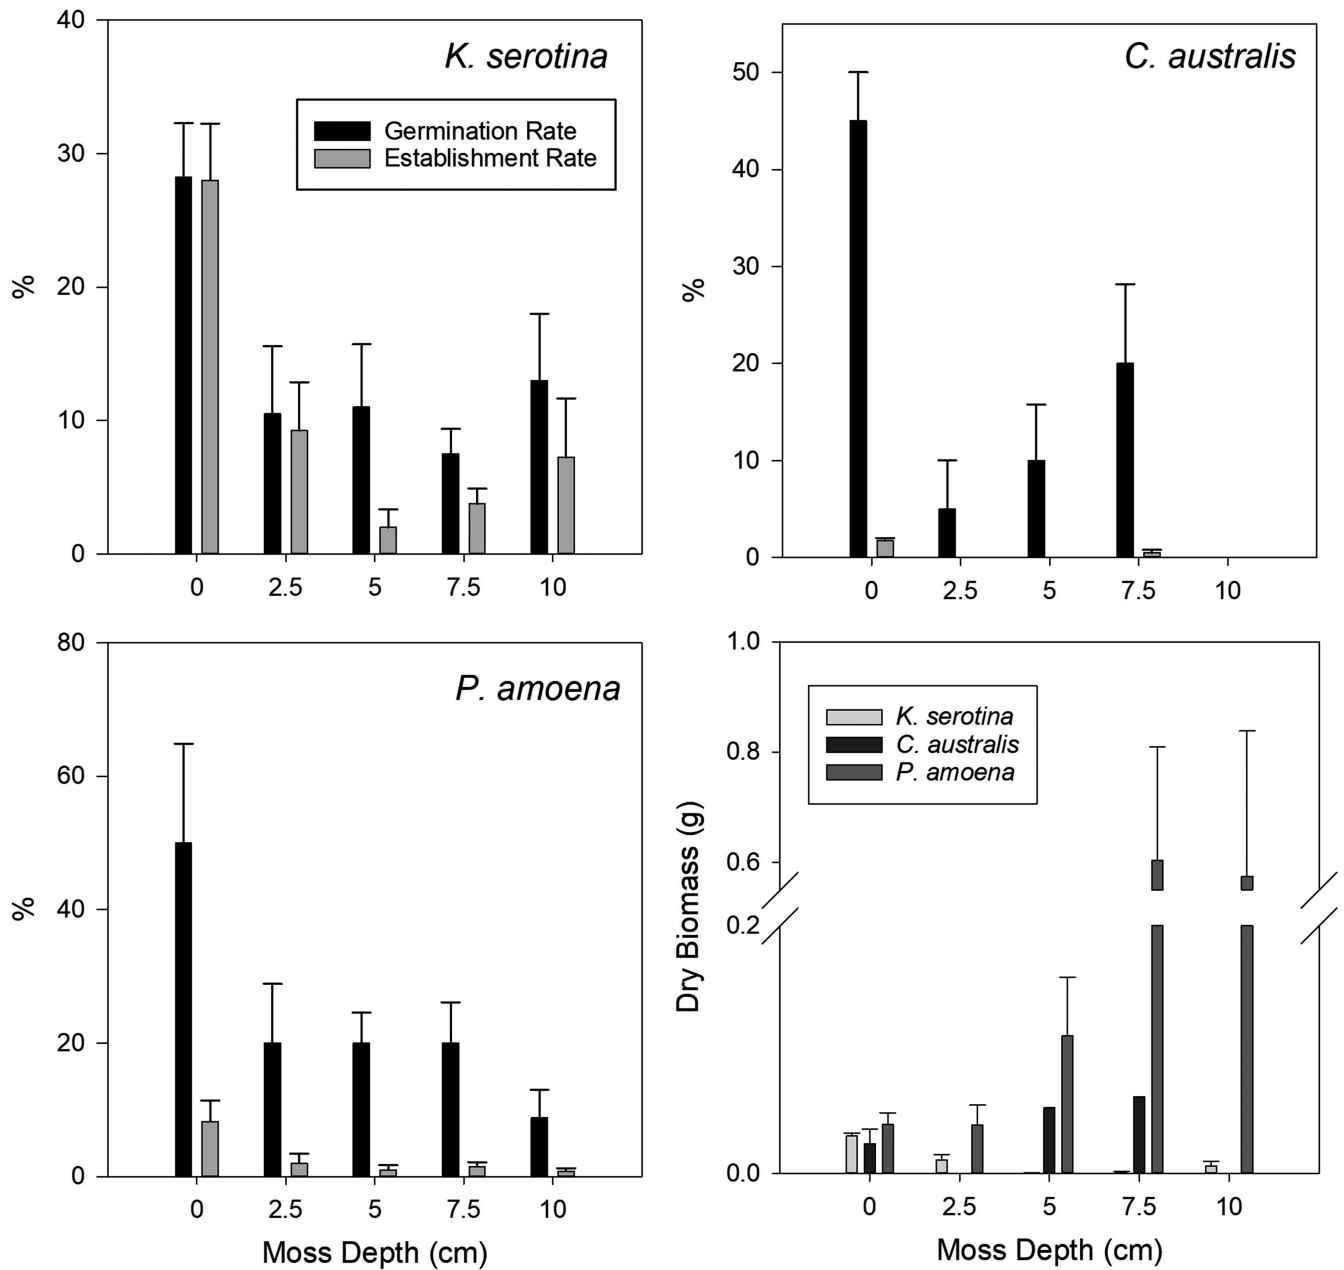 K. serotina
Germination Rate
Establishment Rate
40
30
20
10
0
%
0 2.5 5 7.5 10
C. australis
50
40
30
20
10
0
%
0 2.5 5 7.5 10
P. amoena
80
60
40
20
0
%
0 2.5 5 7.5 10
Moss Depth (cm)
K. serotina
C. australis
P. amoena
1.0
0.8
0.6
0.2
0.0
Dry Biomass (g)
0 2.5 5 7.5 10
Moss Depth (cm)